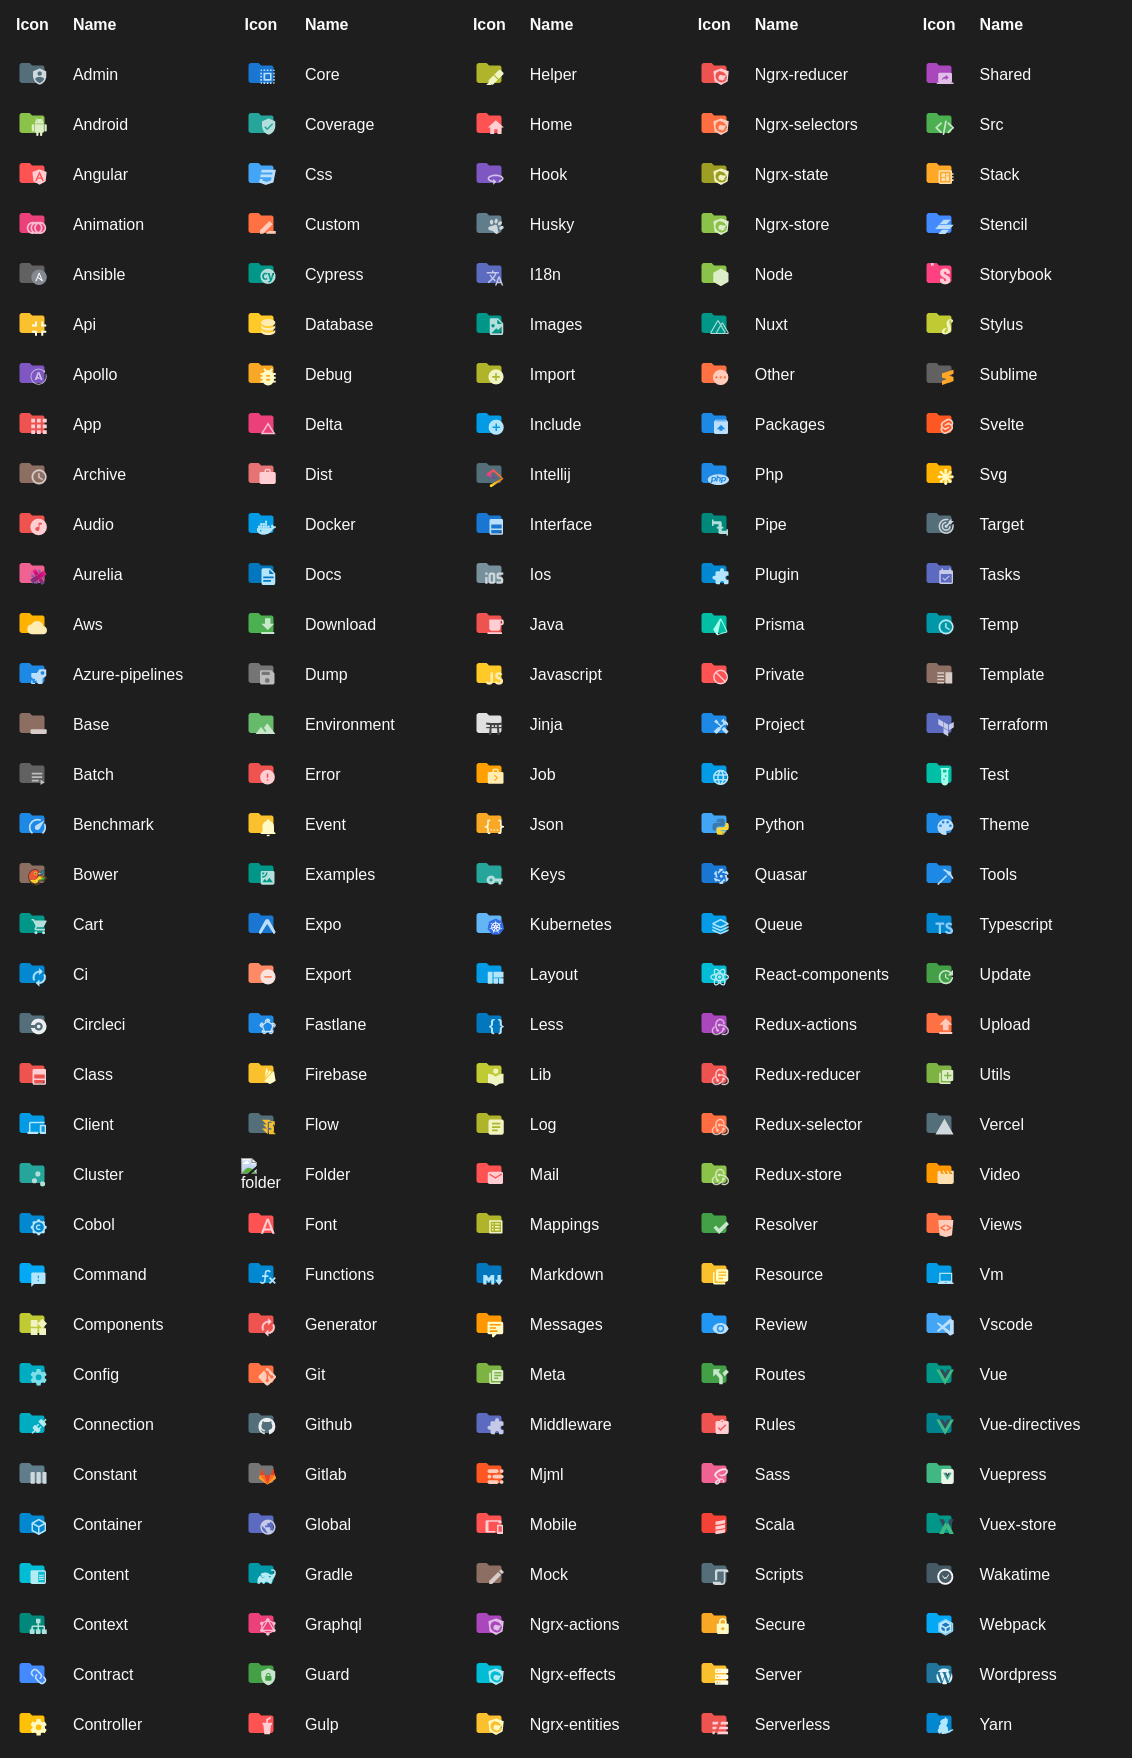 Icon Name Icon Name Icon Name Icon Name Icon Name
Admin Core Helper Ngrx-reducer Shared
Android Coverage Home Ngrx-selectors Src
Angular Css Hook Ngrx-state Stack
Animation Custom Husky Ngrx-store Stencil
Ansible Cypress I18n Node Storybook
Api Database Images Nuxt Stylus
Apollo Debug Import Other Sublime
App Delta Include Packages Svelte
Archive Dist Intellij Php Svg
Audio Docker Interface Pipe Target
Aurelia Docs Ios Plugin Tasks
Aws Download Java Prisma Temp
Azure-pipelines Dump Javascript Private Template
Base Environment Jinja Project Terraform
Batch Error Job Public Test
Benchmark Event Json Python Theme
Bower Examples Keys Quasar Tools
Cart Expo Kubernetes Queue Typescript
Ci Export Layout React-components Update
Circleci Fastlane Less Redux-actions Upload
Class Firebase Lib Redux-reducer Utils
Client Flow Log Redux-selector Vercel
Cluster folder Folder Mail Redux-store Video
Cobol Font Mappings Resolver Views
Command Functions Markdown Resource Vm
Components Generator Messages Review Vscode
Config Git Meta Routes Vue
Connection Github Middleware Rules Vue-directives
Constant Gitlab Mjml Sass Vuepress
Container Global Mobile Scala Vuex-store
Content Gradle Mock Scripts Wakatime
Context Graphql Ngrx-actions Secure Webpack
Contract Guard Ngrx-effects Server Wordpress
Controller Gulp Ngrx-entities Serverless Yarn